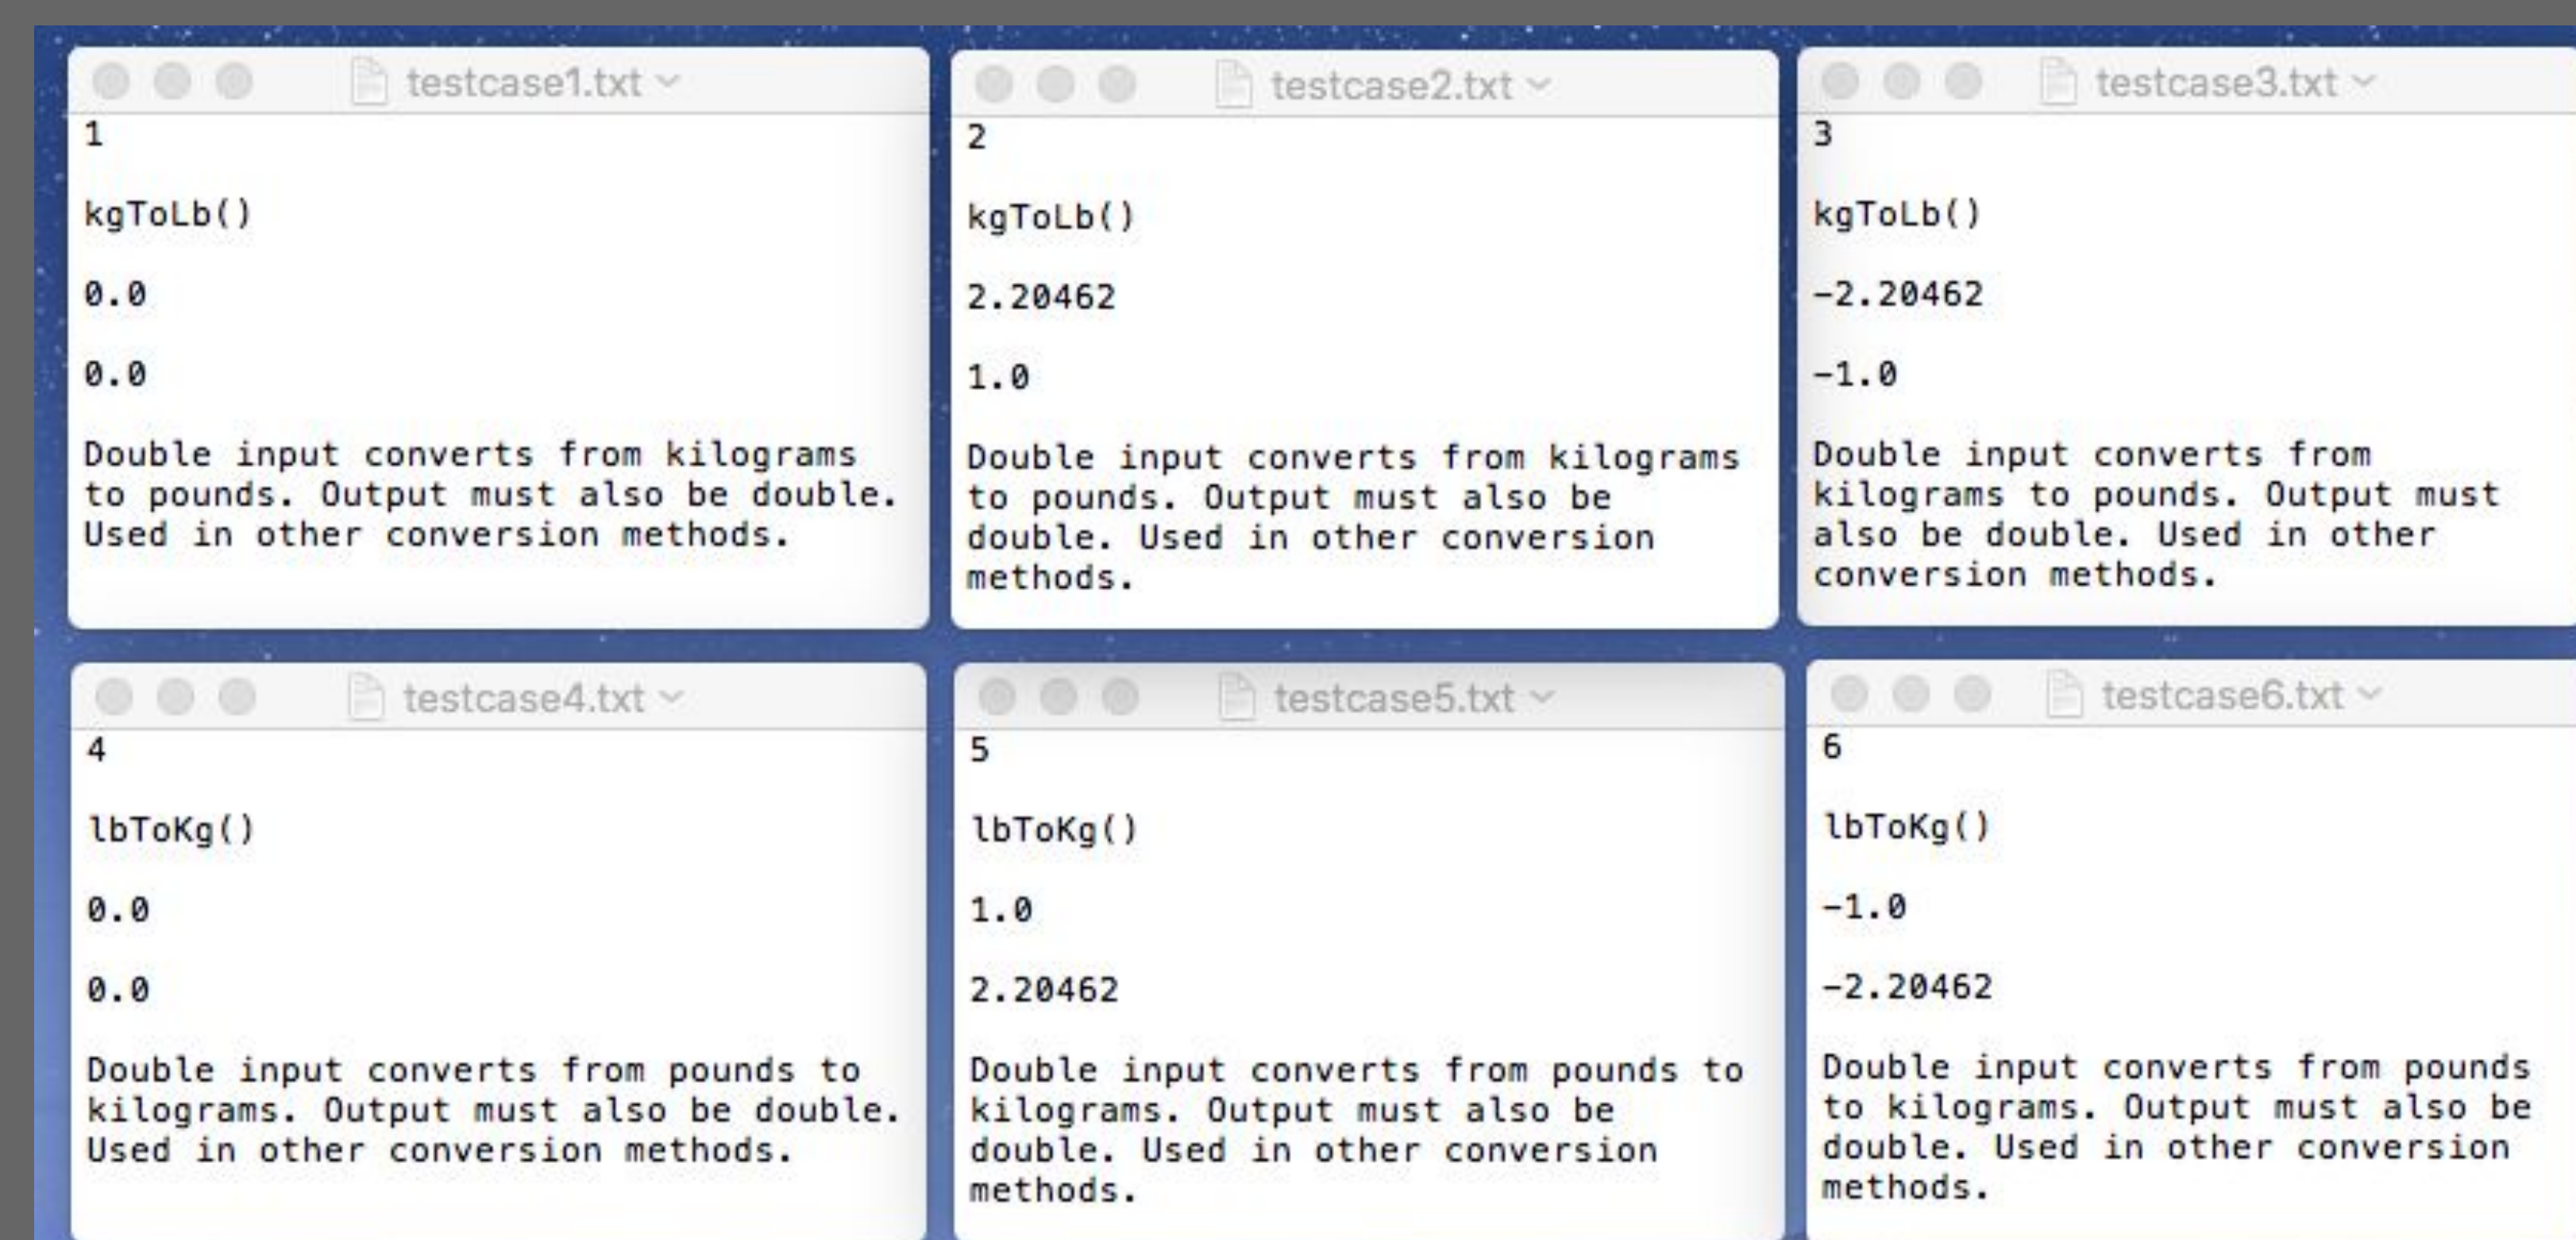 testcase1.txt
1
kgToLb()
0.0
0.0
Double input converts from kilograms
to pounds. Output must also be double.
Used in other conversion methods.
testcase2.txt
2
kgToLb()
2.20462
1.0
Double input converts from kilograms
to pounds. Output must also be
double. Used in other conversion
methods.
testcase3.txt
3
kgToLb()
-2.20462
-1.0
Double input converts from
kilograms to pounds. Output must
also be double. Used in other
conversion methods.
testcase4.txt
4
lbToKg()
0.0
0.0
Double input converts from pounds to
kilograms. Output must also be double.
Used in other conversion methods.
testcase5.txt
5
lbToKg()
1.0
2.20462
Double input converts from pounds to
kilograms. Output must also be
double. Used in other conversion
methods.
testcase6.txt
6
lbToKg()
-1.0
-2.20462
Double input converts from pounds
to kilograms. Output must also be
double. Used in other conversion
methods.